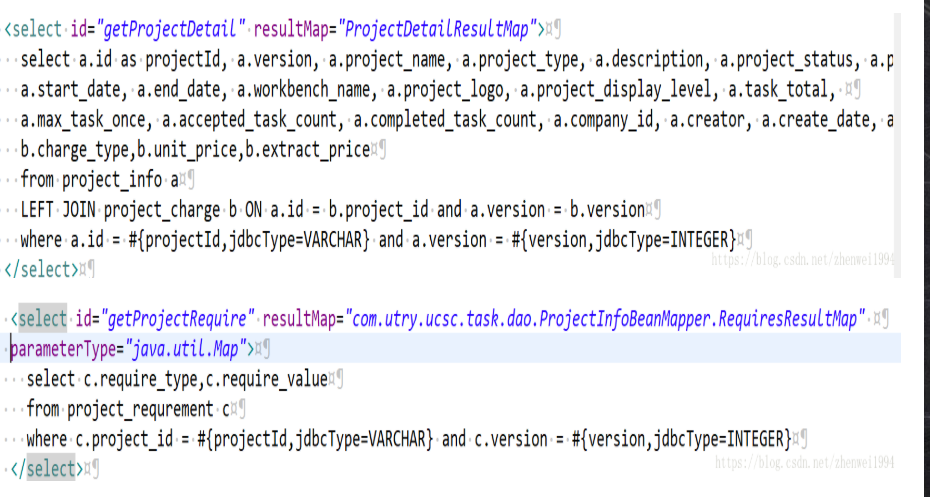 <select id="getProjectDetail" resultMap="ProjectDetailResultMap">
select a.id as projectId, a.version, a.project_name, a.project_type, a.description, a.project_status, a.p
a.start_date, a.end_date, a.workbench_name, a.project_logo, a.project_display_level, a.task_total,
a.max_task_once, a.accepted_task_count, a.completed_task_count, a.company_id, a.creator, a.create_date, a
b.charge_type,b.unit_price,b.extract_price
from project_info a
LEFT JOIN project_charge b ON a.id = b.project_id and a.version = b.version
where a.id = #{projectId,jdbcType=VARCHAR} and a.version = #{version,jdbcType=INTEGER}
https://blog.csdn.net/zhenwei1994
</select>
<select id="getProjectRequire" resultMap="com.utry.ucsc.task.dao.ProjectInfoBeanMapper.RequiresResultMap"
parameterType="java.util.Map">
select c.require_type,c.require_value
from project_requrement c
where c.project_id = #{projectId,jdbcType=VARCHAR} and c.version = #{version,jdbcType=INTEGER}
</select>
https://blog.csdn.net/zhenwei1994